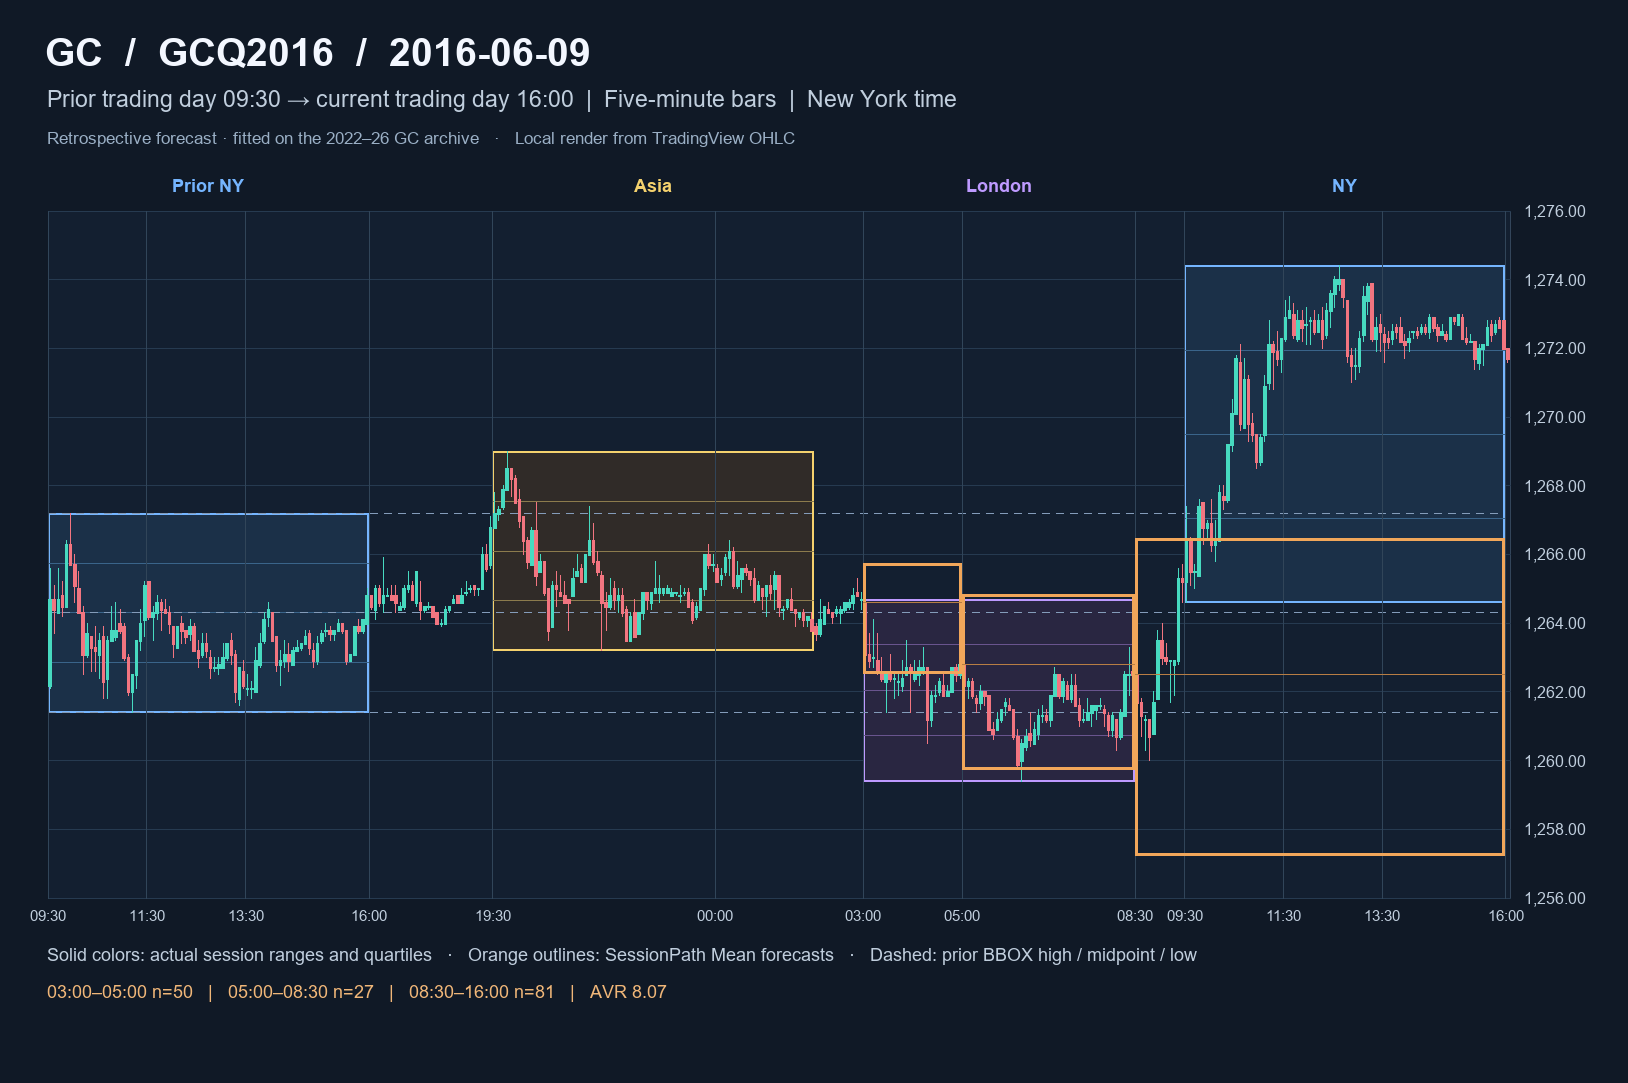 GC / GCQ2016 / 2016-06-09
Prior trading day 09:30 → current trading day 16:00 | Five-minute bars | New York time
Retrospective forecast · fitted on the 2022–26 GC archive · Local render from TradingView OHLC
Prior NY Asia London NY
1,276.00
1,274.00
1,272.00
1,270.00
1,268.00
1,266.00
1,264.00
1,262.00
1,260.00
1,258.00
1,256.00
09:30 11:30 13:30 16:00 19:30 00:00 03:00 05:00 08:30 09:30 11:30 13:30 16:00
Solid colors: actual session ranges and quartiles · Orange outlines: SessionPath Mean forecasts · Dashed: prior BBOX high / midpoint / low
03:00–05:00 n=50 | 05:00–08:30 n=27 | 08:30–16:00 n=81 | AVR 8.07